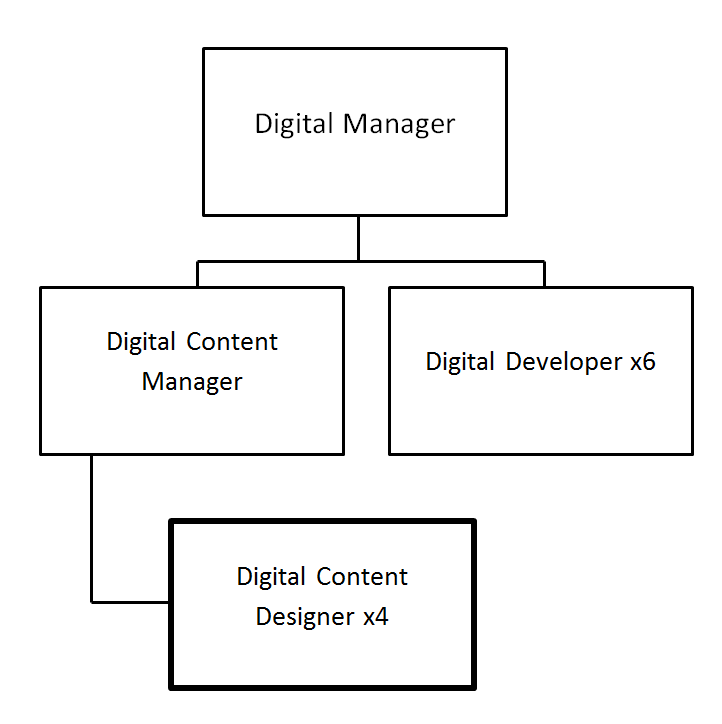 Digital Manager
Digital Content
Manager
Digital Developer x6
Digital Content
Designer x4